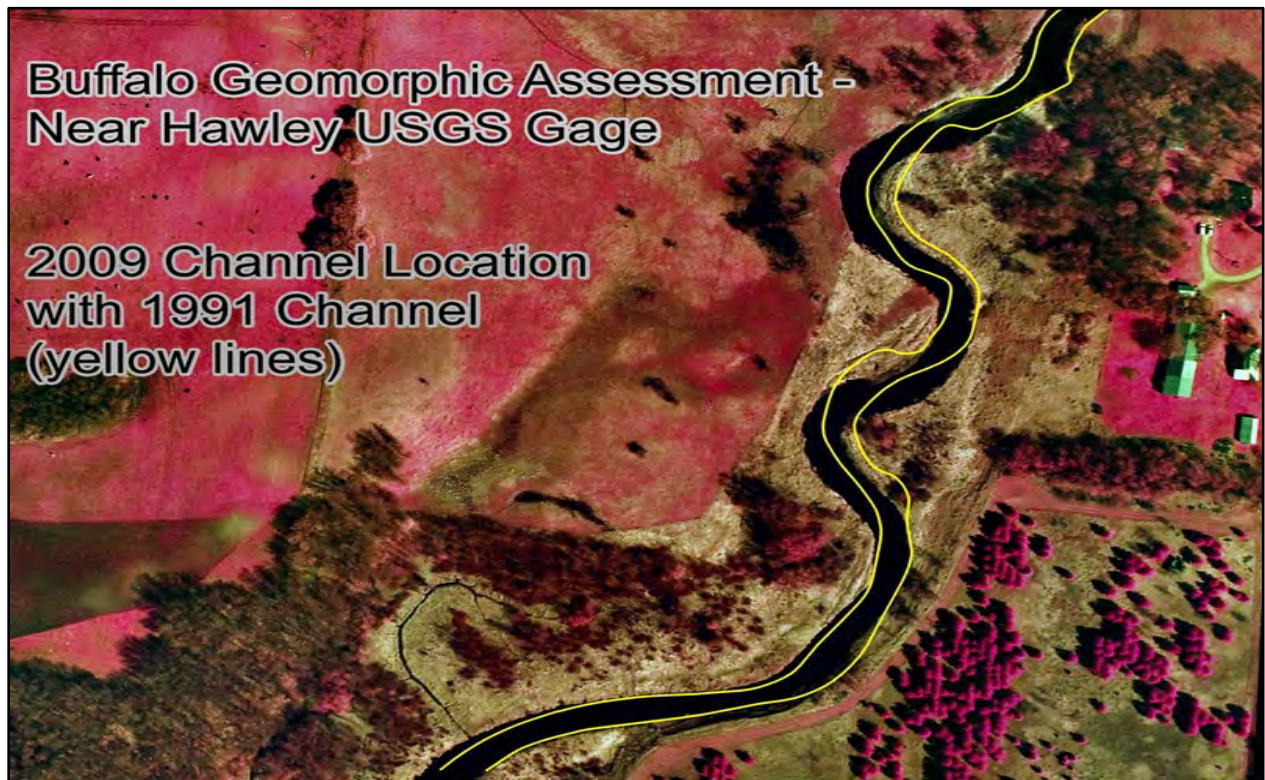 Buffalo Geomorphic Assessment -
Near Hawley USGS Gage
2009 Channel Location
with 1991 Channel
(yellow lines)